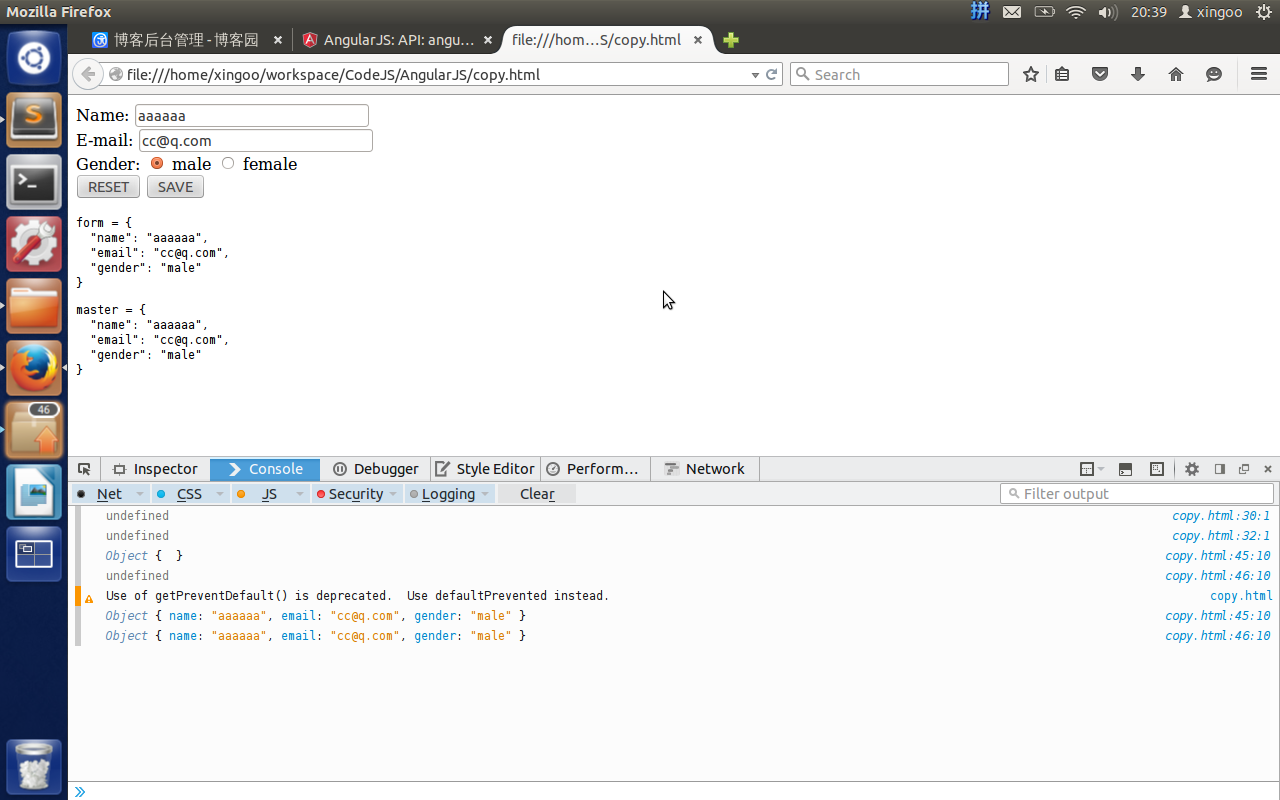 Mozilla Firefox
拼 20:39 xingoo
博客后台管理 - 博客园 × AngularJS: API: angu... × file:///hom...S/copy.html ×
file:///home/xingoo/workspace/CodeJS/AngularJS/copy.html Search
Name: aaaaaa
E-mail: cc@q.com
Gender: male female
RESET SAVE
form = {
"name": "aaaaaa",
"email": "cc@q.com",
"gender": "male"
}
master = {
"name": "aaaaaa",
"email": "cc@q.com",
"gender": "male"
}
46
Inspector Console Debugger Style Editor Perform... Network
Net CSS JS Security Logging Clear Filter output
undefined copy.html:30:1
undefined copy.html:32:1
Object { } copy.html:45:10
undefined copy.html:46:10
Use of getPreventDefault() is deprecated. Use defaultPrevented instead. copy.html
Object { name: "aaaaaa", email: "cc@q.com", gender: "male" } copy.html:45:10
Object { name: "aaaaaa", email: "cc@q.com", gender: "male" } copy.html:46:10